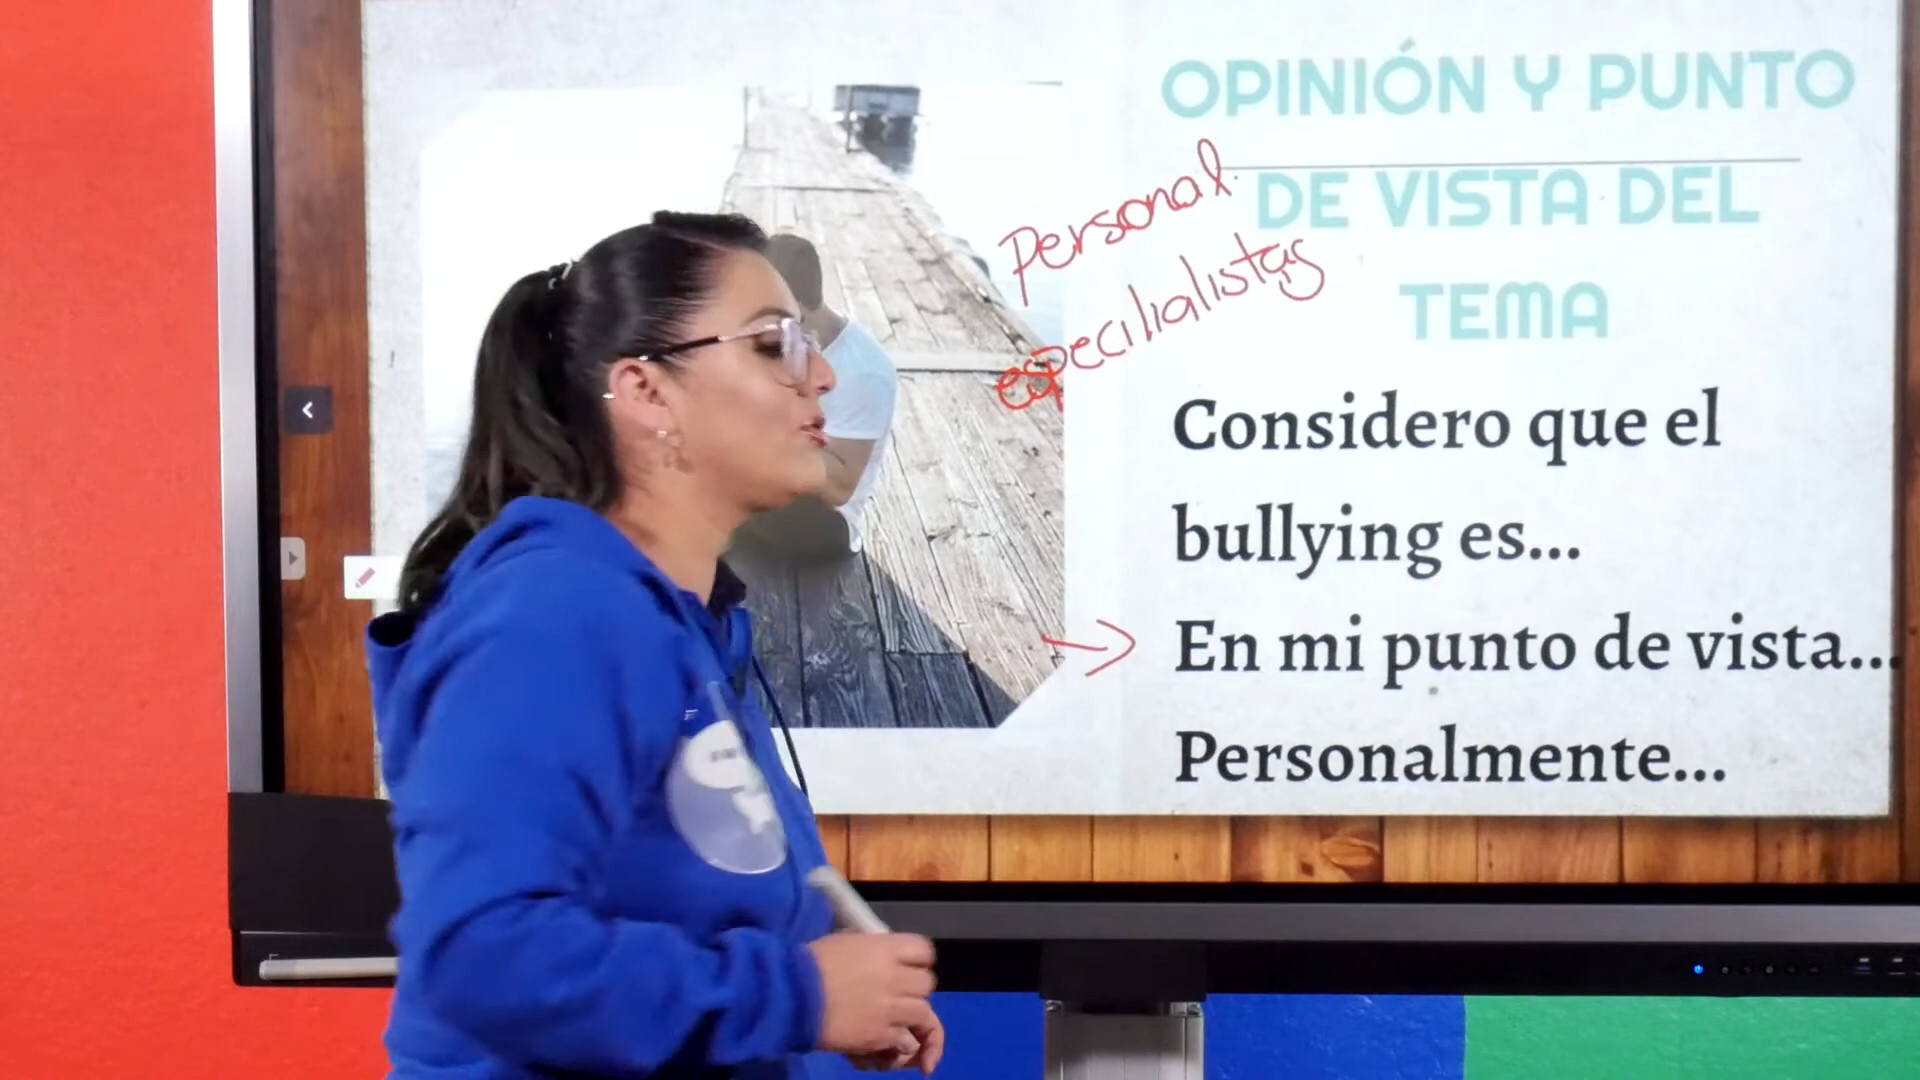 OPINIÓN Y PUNTO
DE VISTA DEL
TEMA
Personal.
especilialistas
Considero que el
bullying es...
En mi punto de vista...
Personalmente...